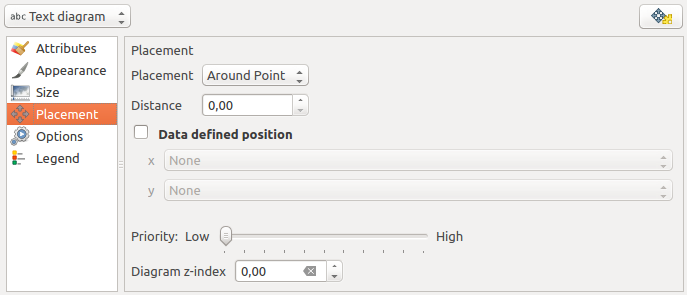 abc Text diagram
Attributes
Appearance
Size
Placement
Options
Legend
Placement
Placement Around Point
Distance 0,00
Data defined position
x None
y None
Priority: Low High
Diagram z-index 0,00